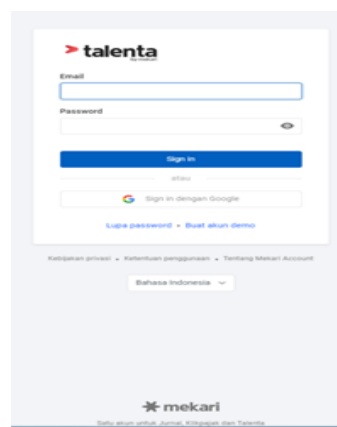 talenta
by mekari
Email
Password
Sign in
atau
Sign in dengan Google
Lupa password • Buat akun demo
Kebijakan privasi • Ketentuan penggunaan • Tentang Mekari Account
Bahasa Indonesia
mekari
Satu akun untuk Jurnal, Klikpajak dan Talenta